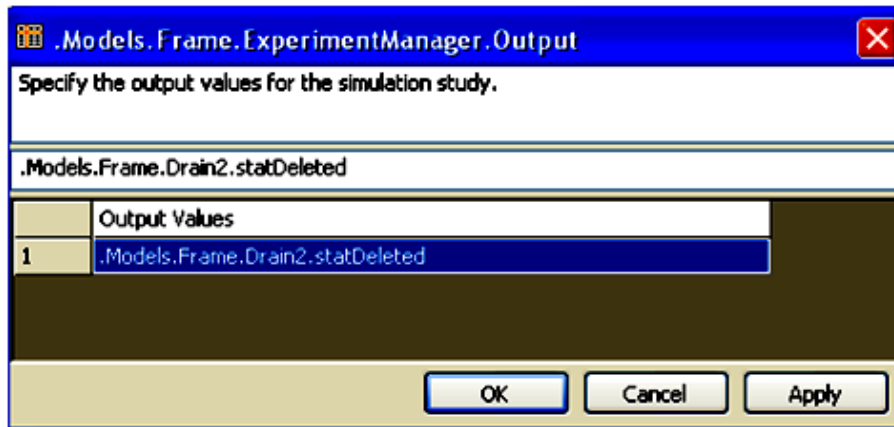 .Models.Frame.ExperimentManager.Output
Specify the output values for the simulation study.
.Models.Frame.Drain2.statDeleted
Output Values
1 .Models.Frame.Drain2.statDeleted
OK Cancel Apply